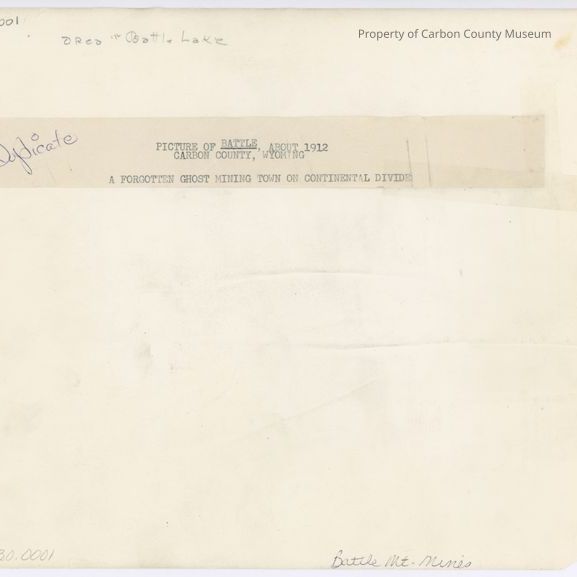 001
Property of Carbon County Museum
area Battle Lake
Duplicate
PICTURE OF BATTLE, ABOUT 1912
CARBON COUNTY, WYOMING
A FORGOTTEN GHOST MINING TOWN ON CONTINENTAL DIVIDE
30.0001
Battle Mt. Mines